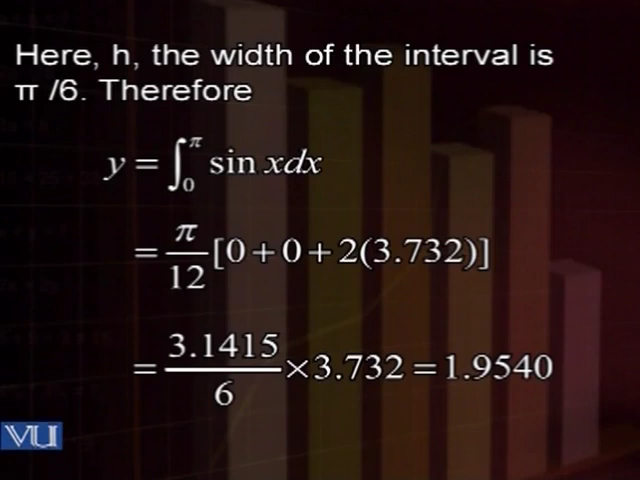 Here, h, the width of the interval is
π /6. Therefore
y = ∫₀^π sin xdx
= π/12 [0 + 0 + 2(3.732)]
= 3.1415/6 × 3.732 = 1.9540
VU